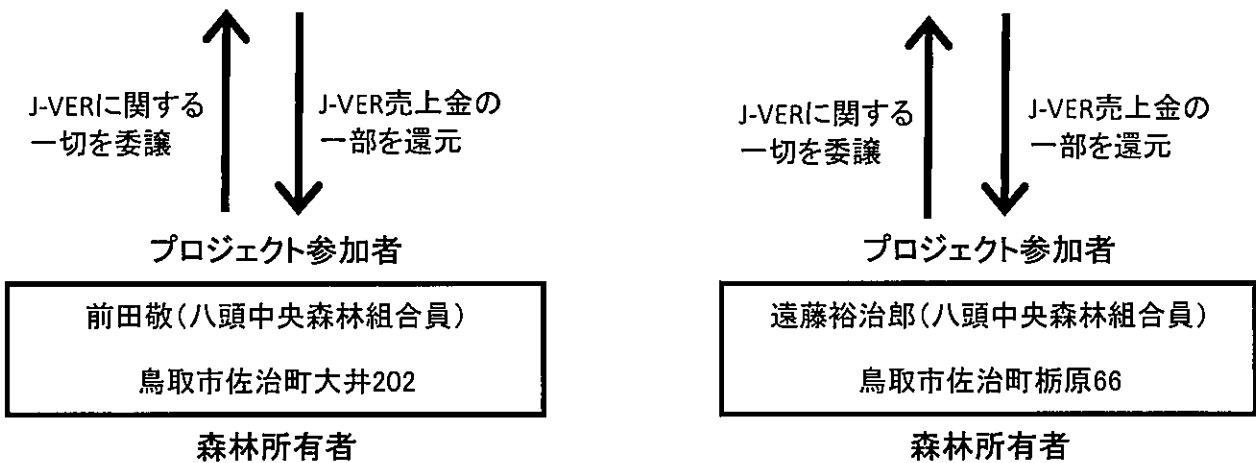 J-VERに関する
一切を委譲
J-VER売上金の
一部を還元
プロジェクト参加者
前田敬(八頭中央森林組合員)
鳥取市佐治町大井202
森林所有者
J-VERに関する
一切を委譲
J-VER売上金の
一部を還元
プロジェクト参加者
遠藤裕治郎(八頭中央森林組合員)
鳥取市佐治町栃原66
森林所有者